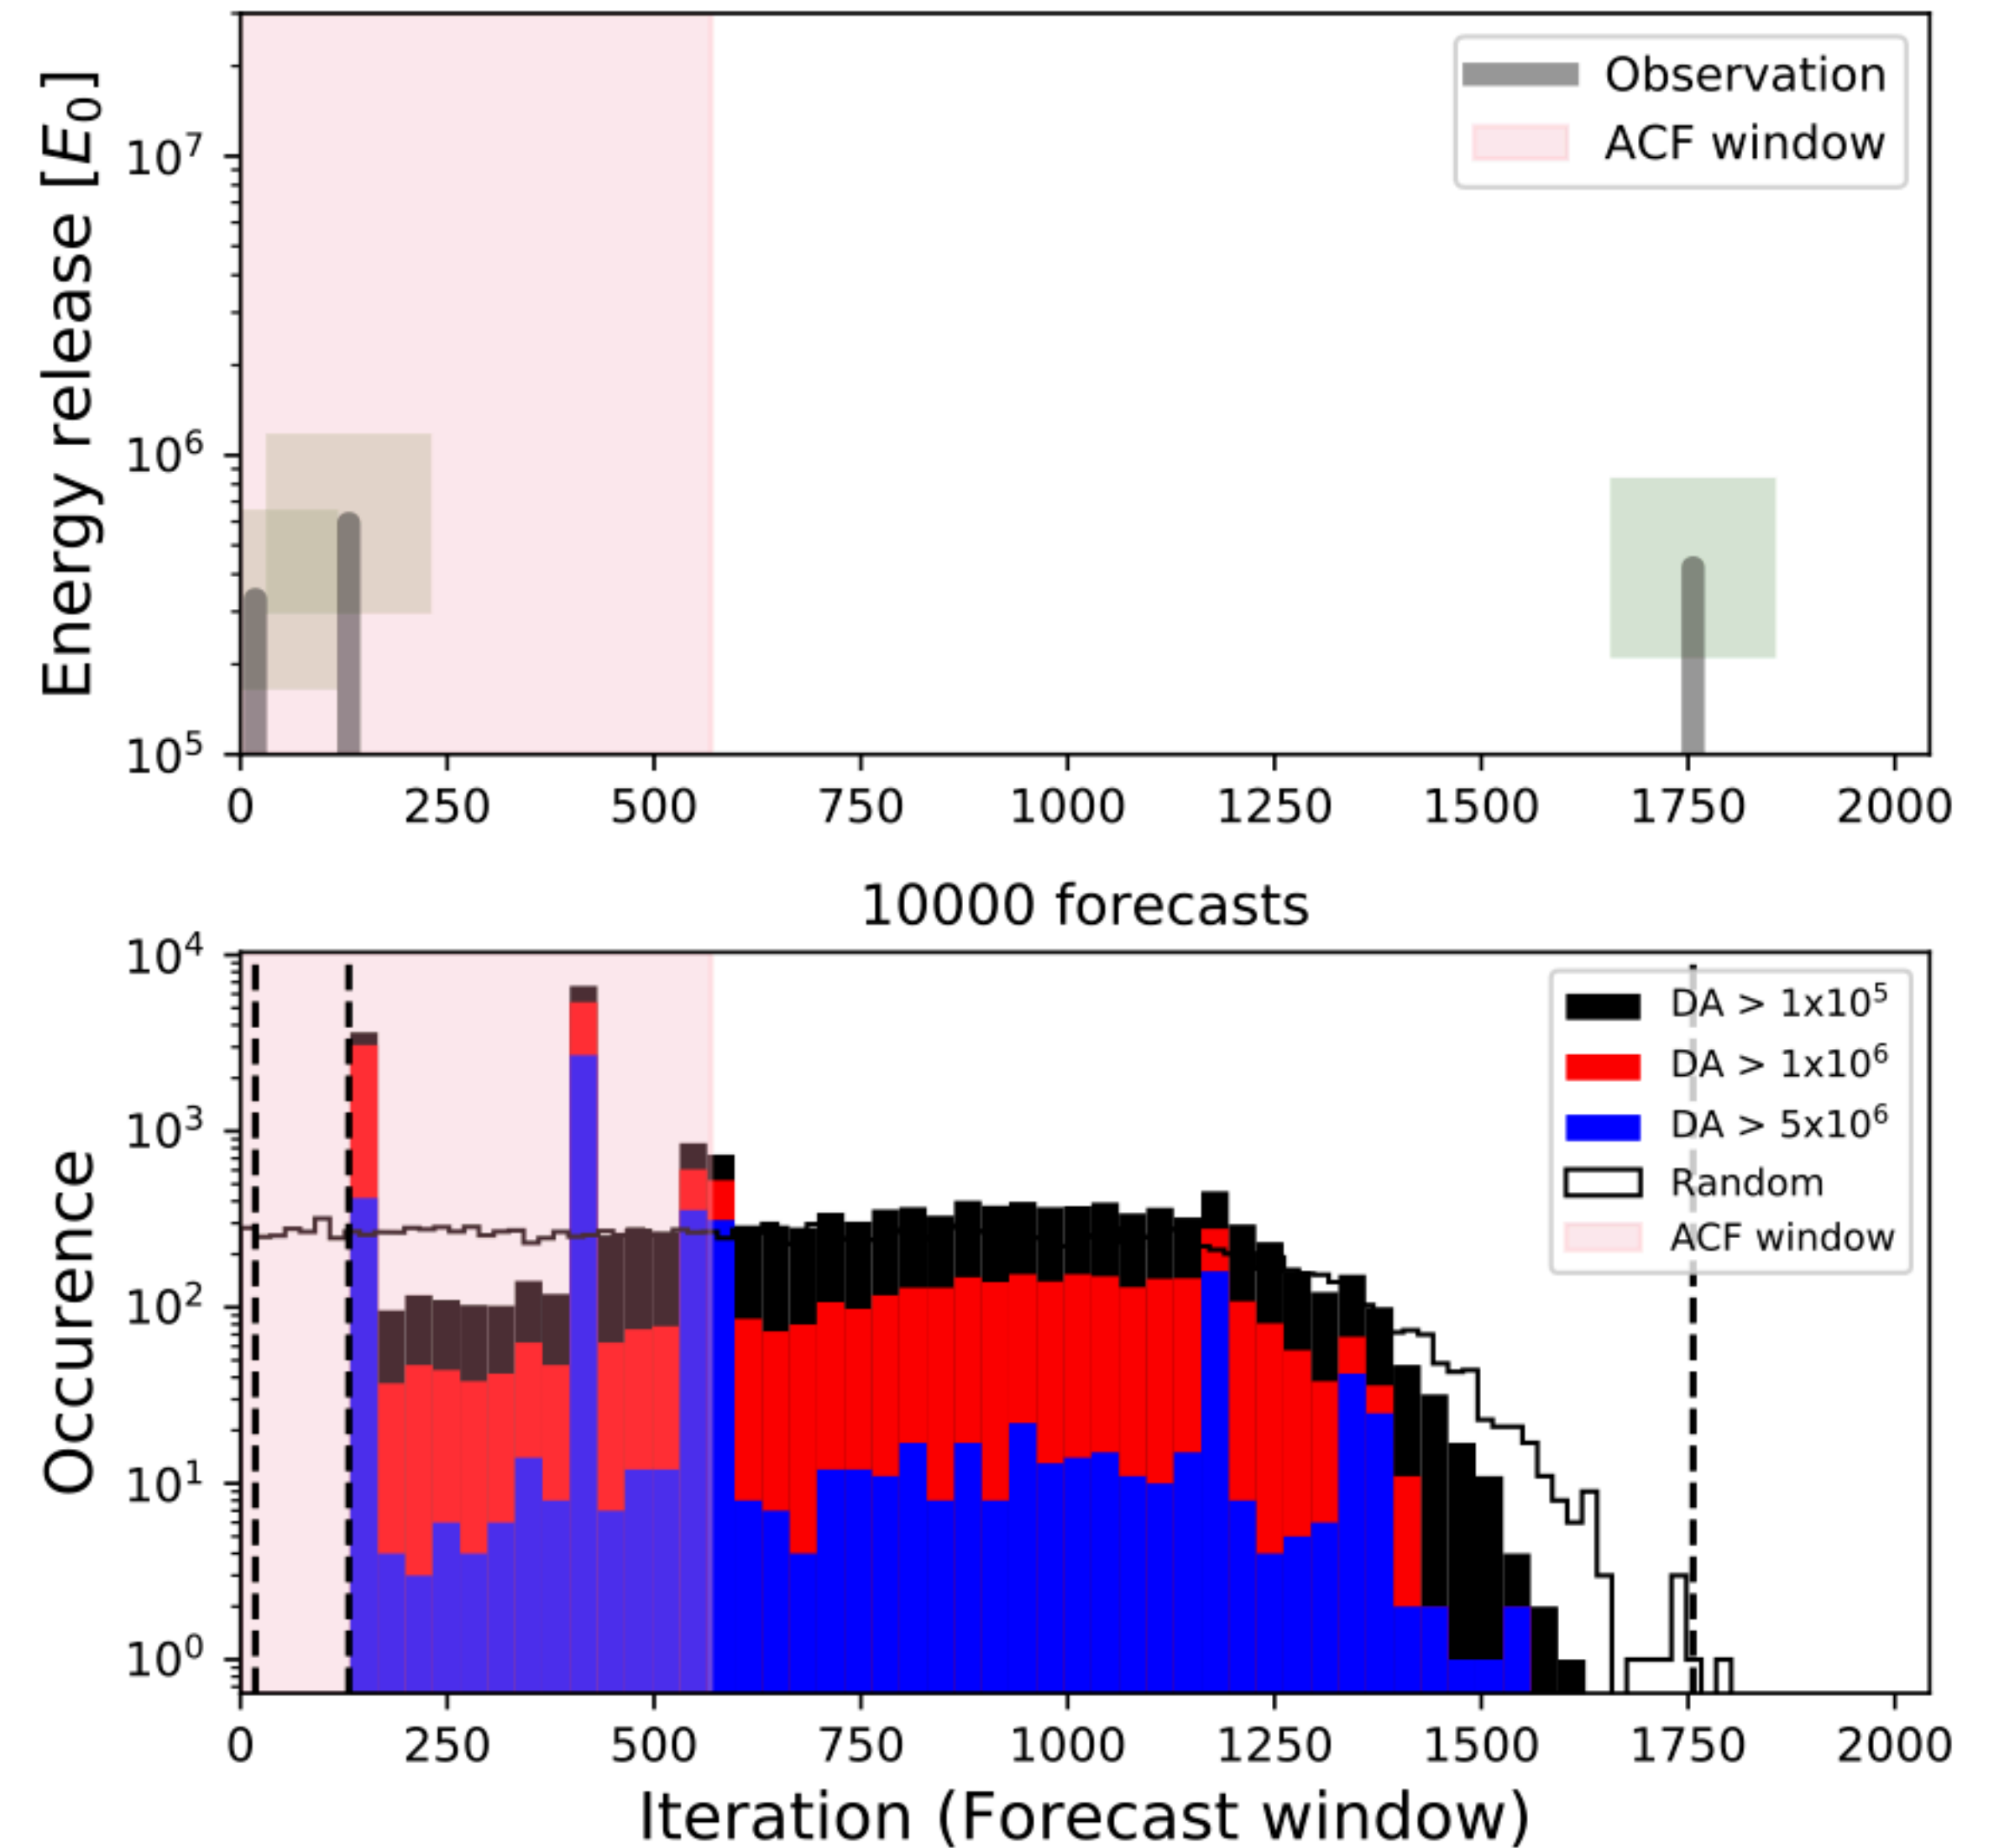 Energy release [E₀]
10⁷
10⁶
10⁵
Observation
ACF window
0 250 500 750 1000 1250 1500 1750 2000
10000 forecasts
Occurence
10⁴
10³
10²
10¹
10⁰
DA > 1x10⁵
DA > 1x10⁶
DA > 5x10⁶
Random
ACF window
0 250 500 750 1000 1250 1500 1750 2000
Iteration (Forecast window)